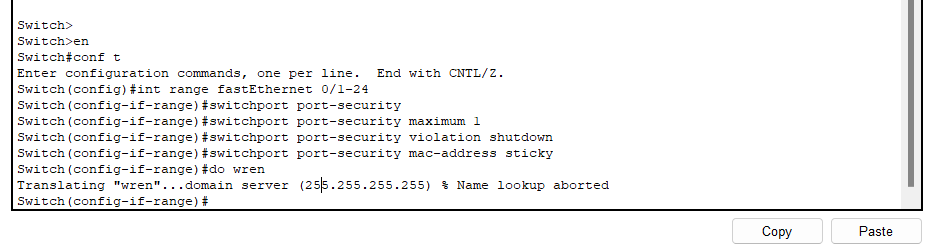 Switch>
Switch>en
Switch#conf t
Enter configuration commands, one per line.  End with CNTL/Z.
Switch(config)#int range fastEthernet 0/1-24
Switch(config-if-range)#switchport port-security
Switch(config-if-range)#switchport port-security maximum 1
Switch(config-if-range)#switchport port-security violation shutdown
Switch(config-if-range)#switchport port-security mac-address sticky
Switch(config-if-range)#do wren
Translating "wren"...domain server (255.255.255.255) % Name lookup aborted
Switch(config-if-range)#
Copy Paste